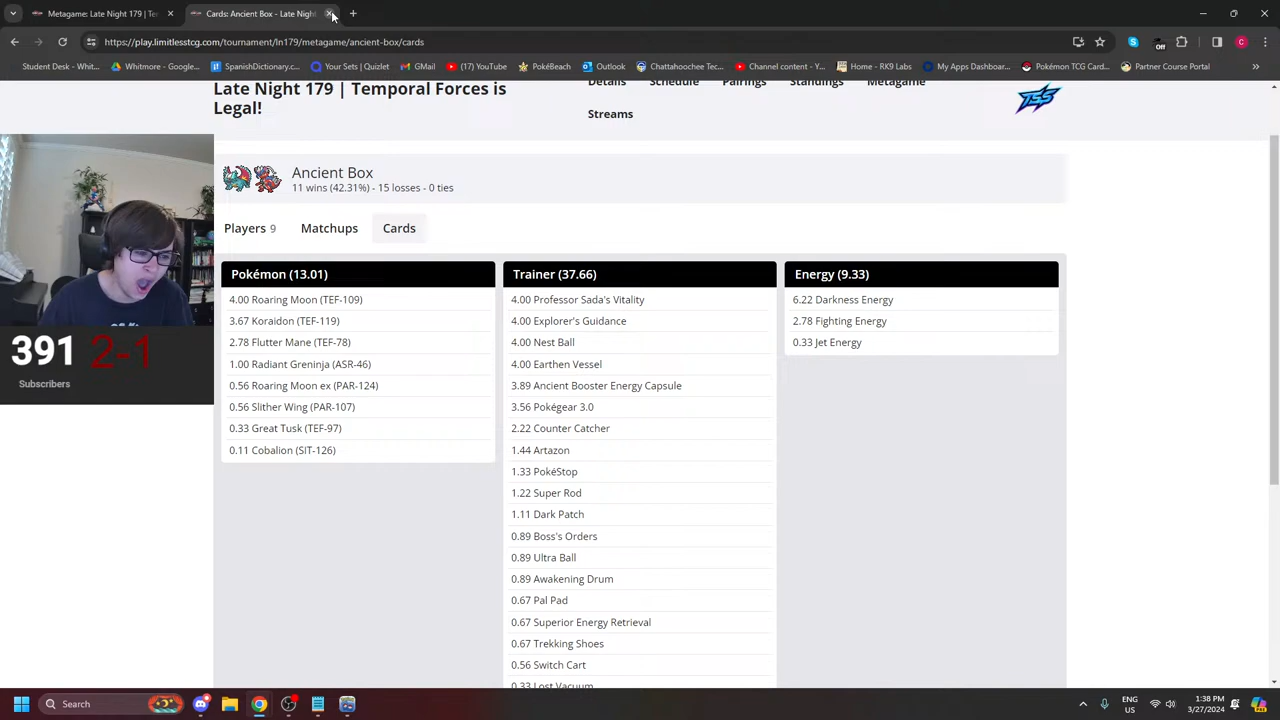 Metagame: Late Night 179 | Te
Cards: Ancient Box - Late Night
https://play.limitlesstcg.com/tournament/ln179/metagame/ancient-box/cards
Student Desk - Whit...
Whitmore - Google...
SpanishDictionary.c...
Your Sets | Quizlet
GMail
(17) YouTube
PokéBeach
Outlook
Chattahoochee Tec...
Channel content - Y...
Home - RK9 Labs
My Apps Dashboar...
Pokémon TCG Card...
Partner Course Portal
Late Night 179 | Temporal Forces is
Legal!
Details
Schedule
Pairings
Standings
Metagame
Streams
TSS
Ancient Box
11 wins (42.31%) - 15 losses - 0 ties
Players 9
Matchups
Cards
Pokémon (13.01)
4.00 Roaring Moon (TEF-109)
3.67 Koraidon (TEF-119)
2.78 Flutter Mane (TEF-78)
1.00 Radiant Greninja (ASR-46)
0.56 Roaring Moon ex (PAR-124)
0.56 Slither Wing (PAR-107)
0.33 Great Tusk (TEF-97)
0.11 Cobalion (SIT-126)
Trainer (37.66)
4.00 Professor Sada's Vitality
4.00 Explorer's Guidance
4.00 Nest Ball
4.00 Earthen Vessel
3.89 Ancient Booster Energy Capsule
3.56 Pokégear 3.0
2.22 Counter Catcher
1.44 Artazon
1.33 PokéStop
1.22 Super Rod
1.11 Dark Patch
0.89 Boss's Orders
0.89 Ultra Ball
0.89 Awakening Drum
0.67 Pal Pad
0.67 Superior Energy Retrieval
0.67 Trekking Shoes
0.56 Switch Cart
0.33 Lost Vacuum
Energy (9.33)
6.22 Darkness Energy
2.78 Fighting Energy
0.33 Jet Energy
391 2-1
Subscribers
Search
ENG
US
1:38 PM
3/27/2024